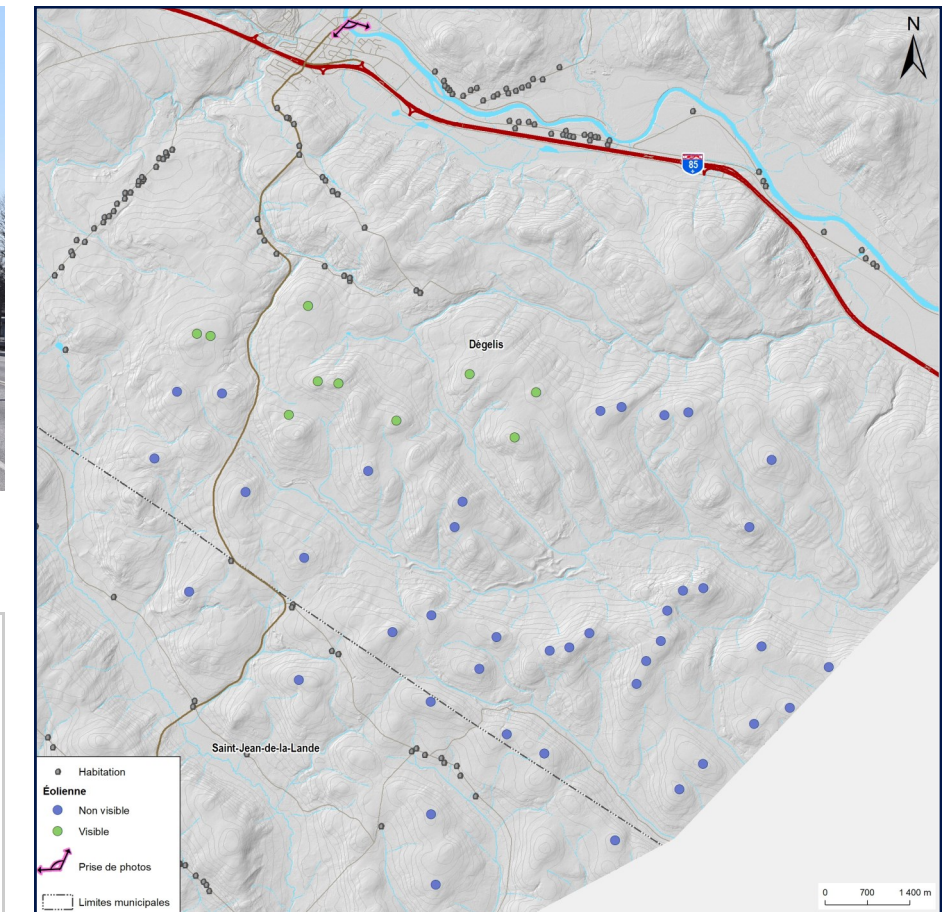 N
85
Dègelis
Saint-Jean-de-la-Lande
Habitation
Éolienne
Non visible
Visible
Prise de photos
Limites municipales
0 700 1 400 m